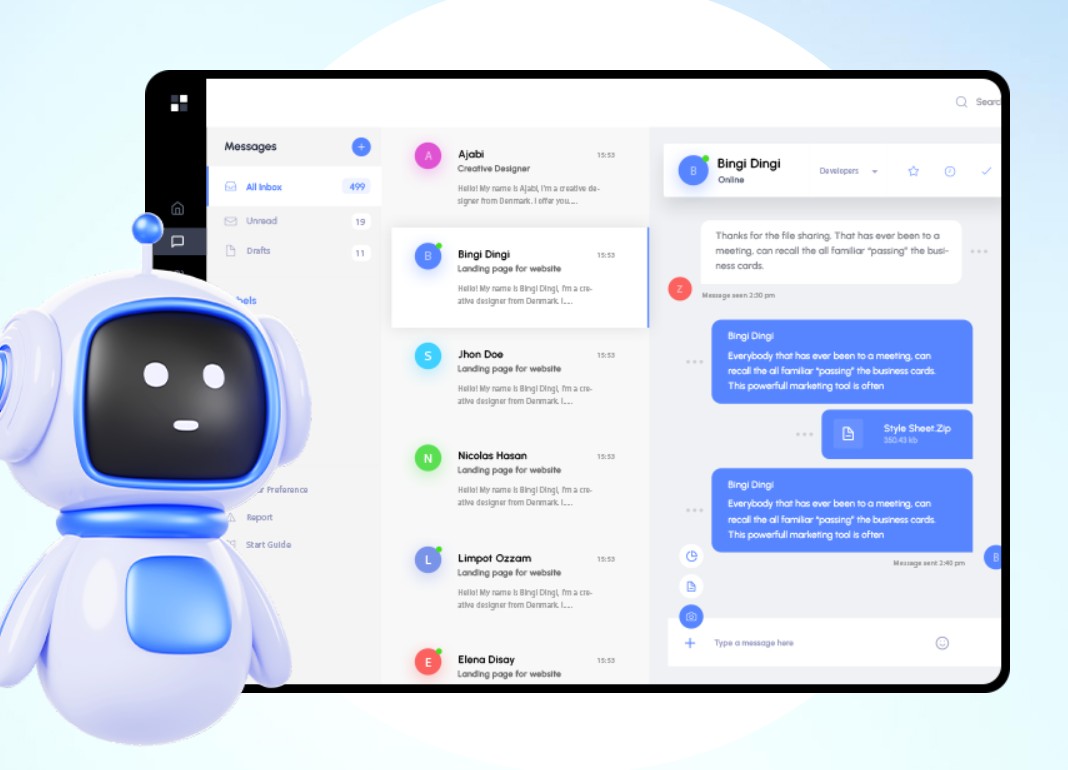 Searc
Messages
+
All Inbox
499
Unread
19
Drafts
11
bels
r Preference
Report
Start Guide
A
Ajabi
15:53
Creative Designer
Hello! My name is Ajabi, I'm a creative de-
signer from Denmark. I offer you....
B
Bingi Dingi
15:53
Landing page for website
Hello! My name is Bingi Dingi, I'm a cre-
ative designer from Denmark. I.....
S
Jhon Doe
15:53
Landing page for website
Hello! My name is Bingi Dingi, I'm a cre-
ative designer from Denmark. I.....
N
Nicolas Hasan
15:53
Landing page for website
Hello! My name is Bingi Dingi, I'm a cre-
ative designer from Denmark. I.....
L
Limpot Ozzam
15:53
Landing page for website
Hello! My name is Bingi Dingi, I'm a cre-
ative designer from Denmark. I.....
E
Elena Disay
15:53
Landing page for website
B
Bingi Dingi
Online
Developers
Thanks for the file sharing. That has ever been to a
meeting, can recall the all familiar “passing” the busi-
ness cards.
Z
Message seen 2:30 pm
Bingi Dingi
Everybody that has ever been to a meeting, can
recall the all familiar “passing” the business cards.
This powerfull marketing tool is often
Style Sheet.Zip
350.43 kb
Bingi Dingi
Everybody that has ever been to a meeting, can
recall the all familiar “passing” the business cards.
This powerfull marketing tool is often
Message sent 2:40 pm
B
+
Type a message here